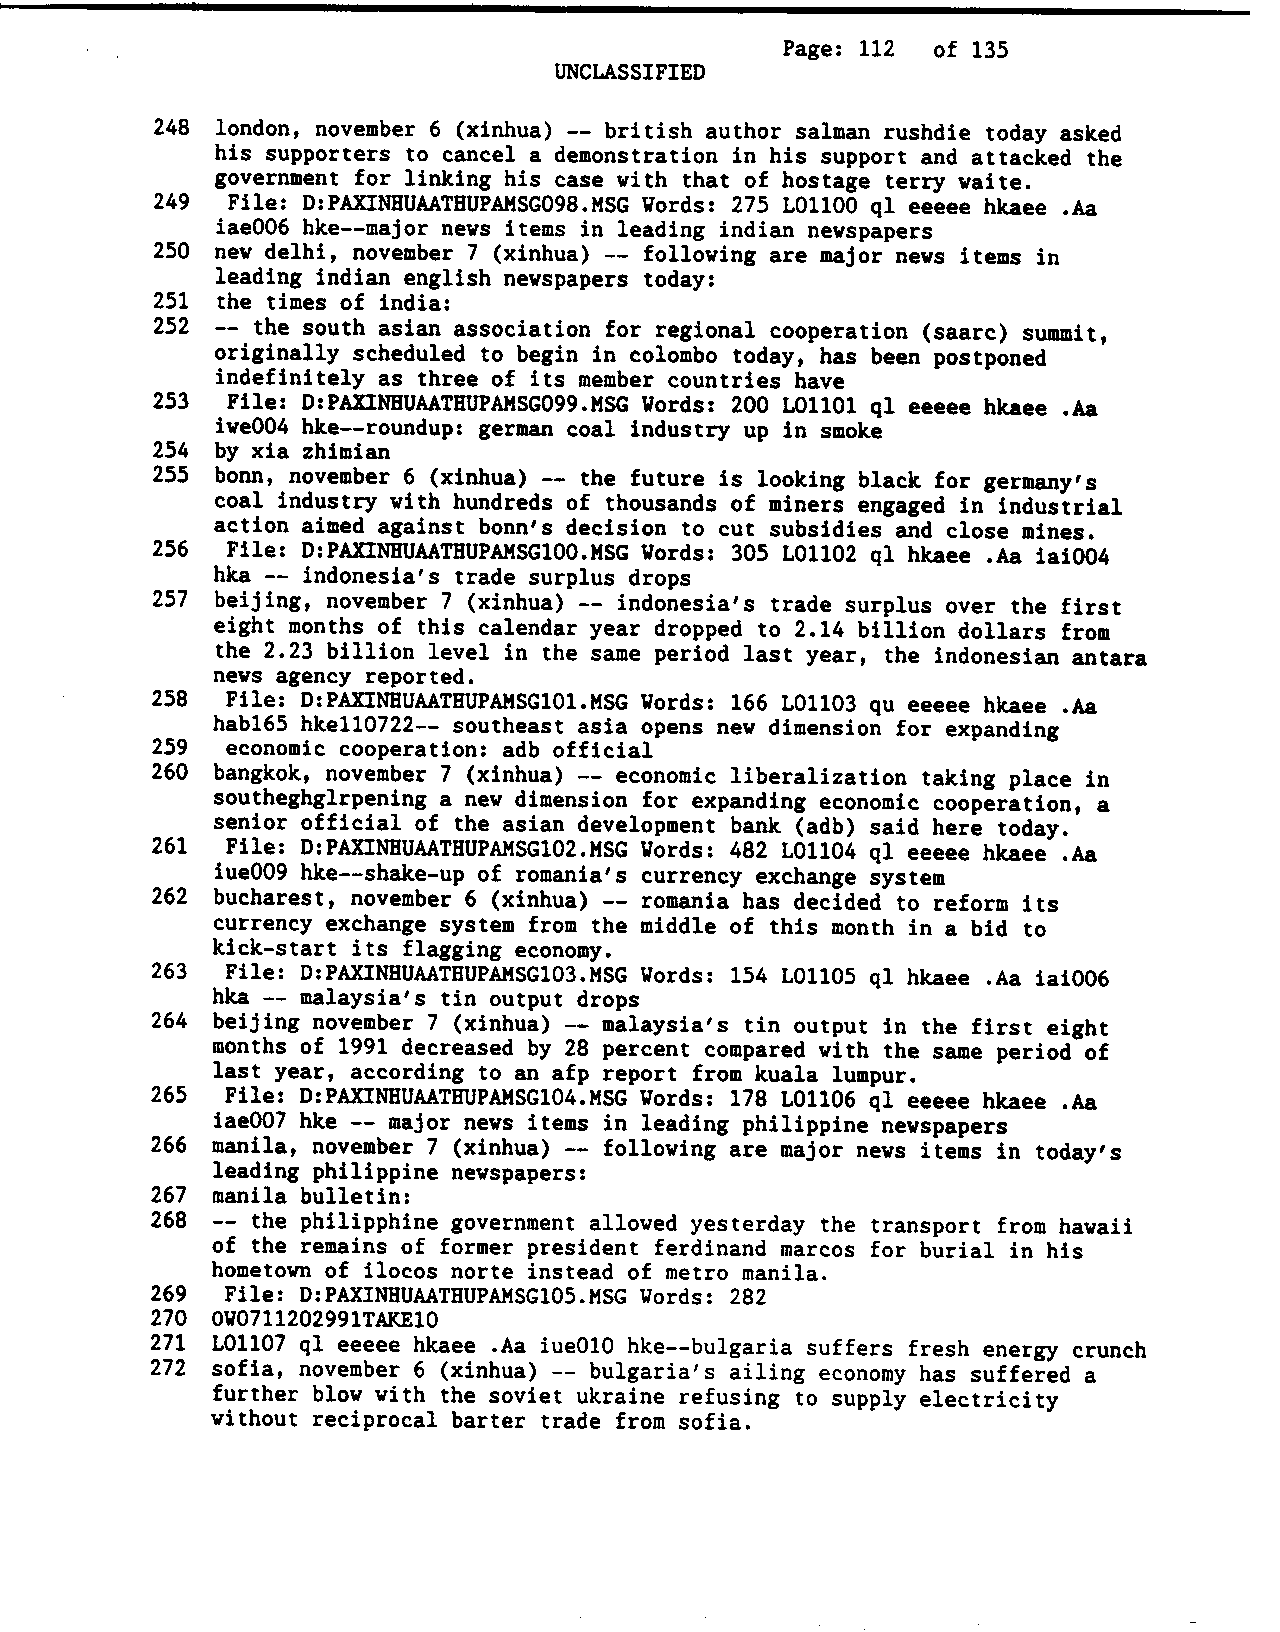 Page: 112 of 135
UNCLASSIFIED
248 london, november 6 (xinhua) -- british author salman rushdie today asked
his supporters to cancel a demonstration in his support and attacked the
government for linking his case with that of hostage terry waite.
249 File: D:PAXINHUAATHUPAMSG098.MSG Words: 275 L01100 ql eeeee hkaee .Aa
iae006 hke--major news items in leading indian newspapers
250 new delhi, november 7 (xinhua) -- following are major news items in
leading indian english newspapers today:
251 the times of india:
252 -- the south asian association for regional cooperation (saarc) summit,
originally scheduled to begin in colombo today, has been postponed
indefinitely as three of its member countries have
253 File: D:PAXINHUAATHUPAMSG099.MSG Words: 200 L01101 ql eeeee hkaee .Aa
iwe004 hke--roundup: german coal industry up in smoke
254 by xia zhimian
255 bonn, november 6 (xinhua) -- the future is looking black for germany's
coal industry with hundreds of thousands of miners engaged in industrial
action aimed against bonn's decision to cut subsidies and close mines.
256 File: D:PAXINHUAATHUPAMSG100.MSG Words: 305 L01102 ql hkaee .Aa iai004
hka -- indonesia's trade surplus drops
257 beijing, november 7 (xinhua) -- indonesia's trade surplus over the first
eight months of this calendar year dropped to 2.14 billion dollars from
the 2.23 billion level in the same period last year, the indonesian antara
news agency reported.
258 File: D:PAXINHUAATHUPAMSG101.MSG Words: 166 L01103 qu eeeee hkaee .Aa
hab165 hke110722-- southeast asia opens new dimension for expanding
259 economic cooperation: adb official
260 bangkok, november 7 (xinhua) -- economic liberalization taking place in
southeghglrpening a new dimension for expanding economic cooperation, a
senior official of the asian development bank (adb) said here today.
261 File: D:PAXINHUAATHUPAMSG102.MSG Words: 482 L01104 ql eeeee hkaee .Aa
iue009 hke--shake-up of romania's currency exchange system
262 bucharest, november 6 (xinhua) -- romania has decided to reform its
currency exchange system from the middle of this month in a bid to
kick-start its flagging economy.
263 File: D:PAXINHUAATHUPAMSG103.MSG Words: 154 L01105 ql hkaee .Aa iai006
hka -- malaysia's tin output drops
264 beijing november 7 (xinhua) -- malaysia's tin output in the first eight
months of 1991 decreased by 28 percent compared with the same period of
last year, according to an afp report from kuala lumpur.
265 File: D:PAXINHUAATHUPAMSG104.MSG Words: 178 L01106 ql eeeee hkaee .Aa
iae007 hke -- major news items in leading philippine newspapers
266 manila, november 7 (xinhua) -- following are major news items in today's
leading philippine newspapers:
267 manila bulletin:
268 -- the philipphine government allowed yesterday the transport from hawaii
of the remains of former president ferdinand marcos for burial in his
hometown of ilocos norte instead of metro manila.
269 File: D:PAXINHUAATHUPAMSG105.MSG Words: 282
270 OW0711202991TAKE10
271 L01107 ql eeeee hkaee .Aa iue010 hke--bulgaria suffers fresh energy crunch
272 sofia, november 6 (xinhua) -- bulgaria's ailing economy has suffered a
further blow with the soviet ukraine refusing to supply electricity
without reciprocal barter trade from sofia.